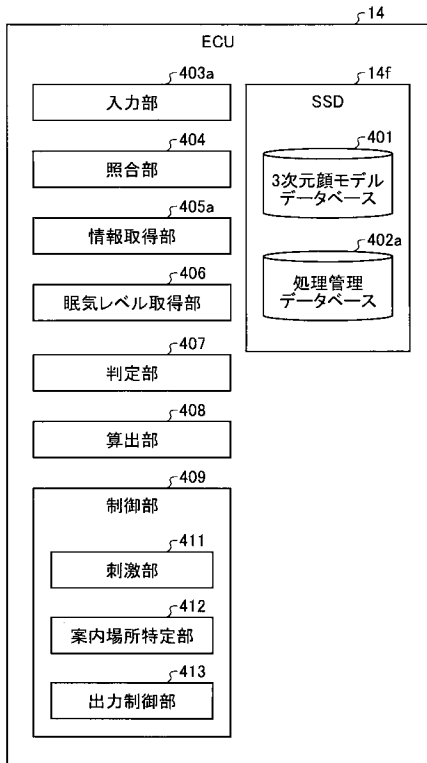 14
ECU
403a
入力部
404
照合部
405a
情報取得部
406
眠気レベル取得部
407
判定部
408
算出部
409
制御部
411
刺激部
412
案内場所特定部
413
出力制御部
14f
SSD
401
3次元顔モデル
データベース
402a
処理管理
データベース